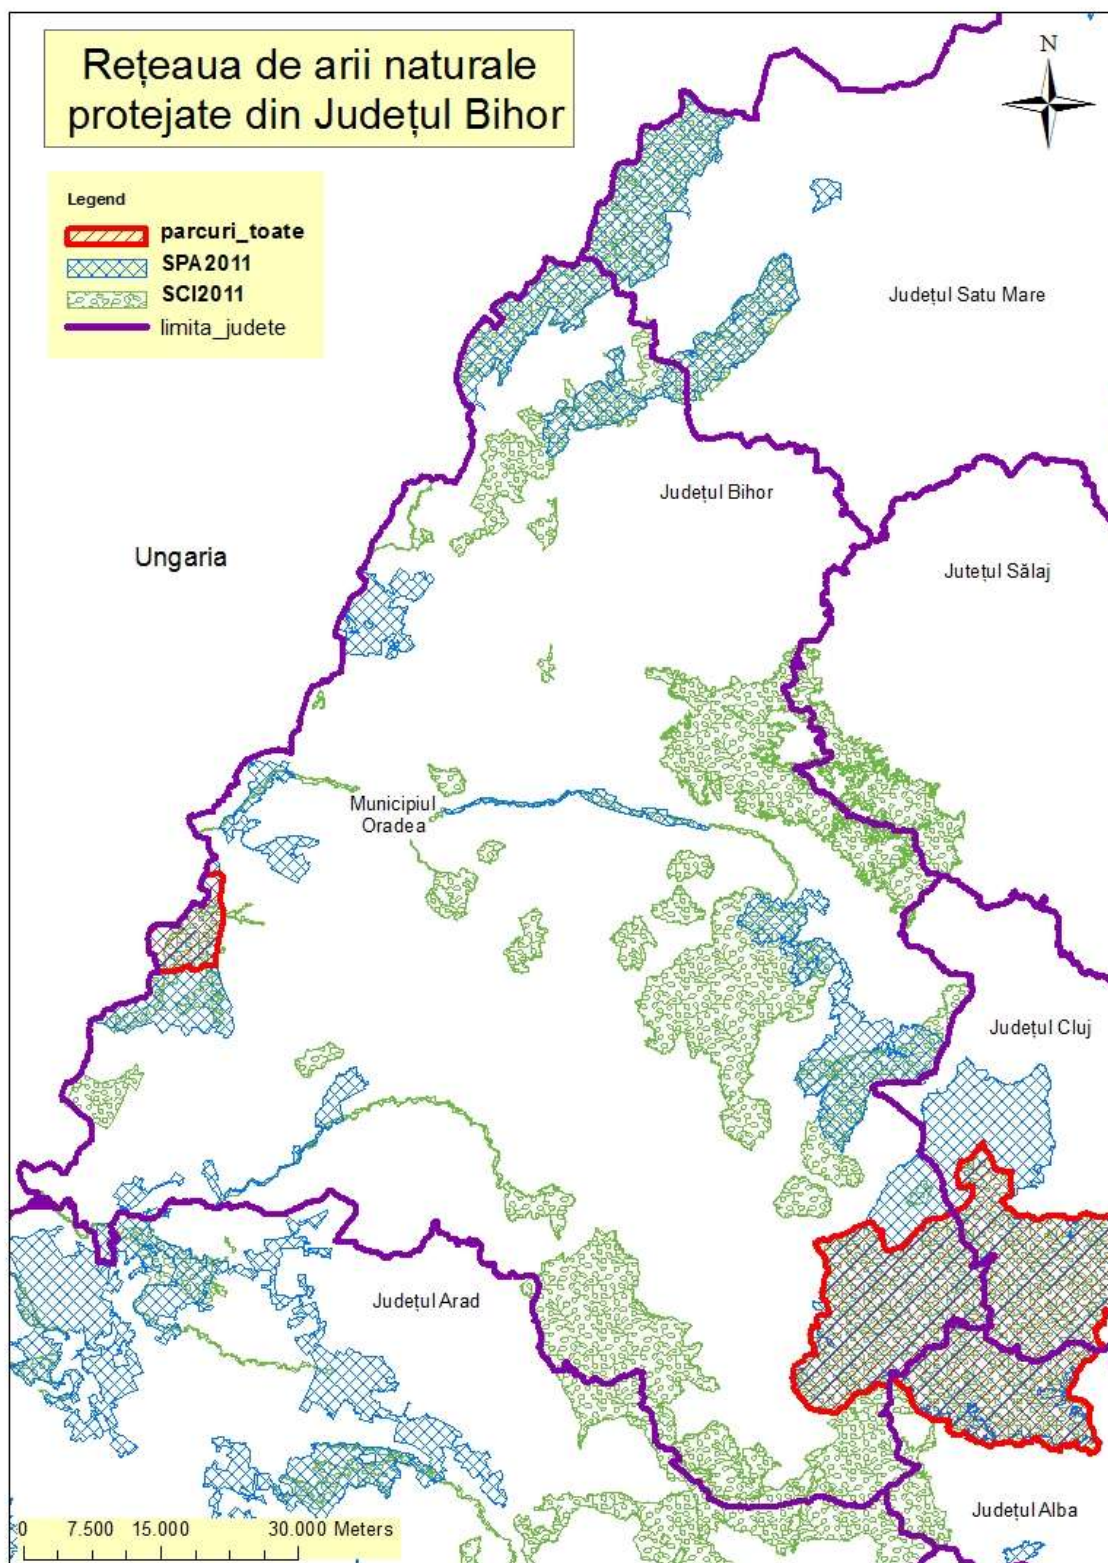 Rețeaua de arii naturale
protejate din Județul Bihor
N
Legend
parcuri_toate
SPA2011
SCI2011
limita_judete
Județul Satu Mare
Județul Bihor
Ungaria
Jutețul Sălaj
Municipiul
Oradea
Județul Cluj
Județul Arad
Județul Alba
0 7.500 15.000 30.000 Meters